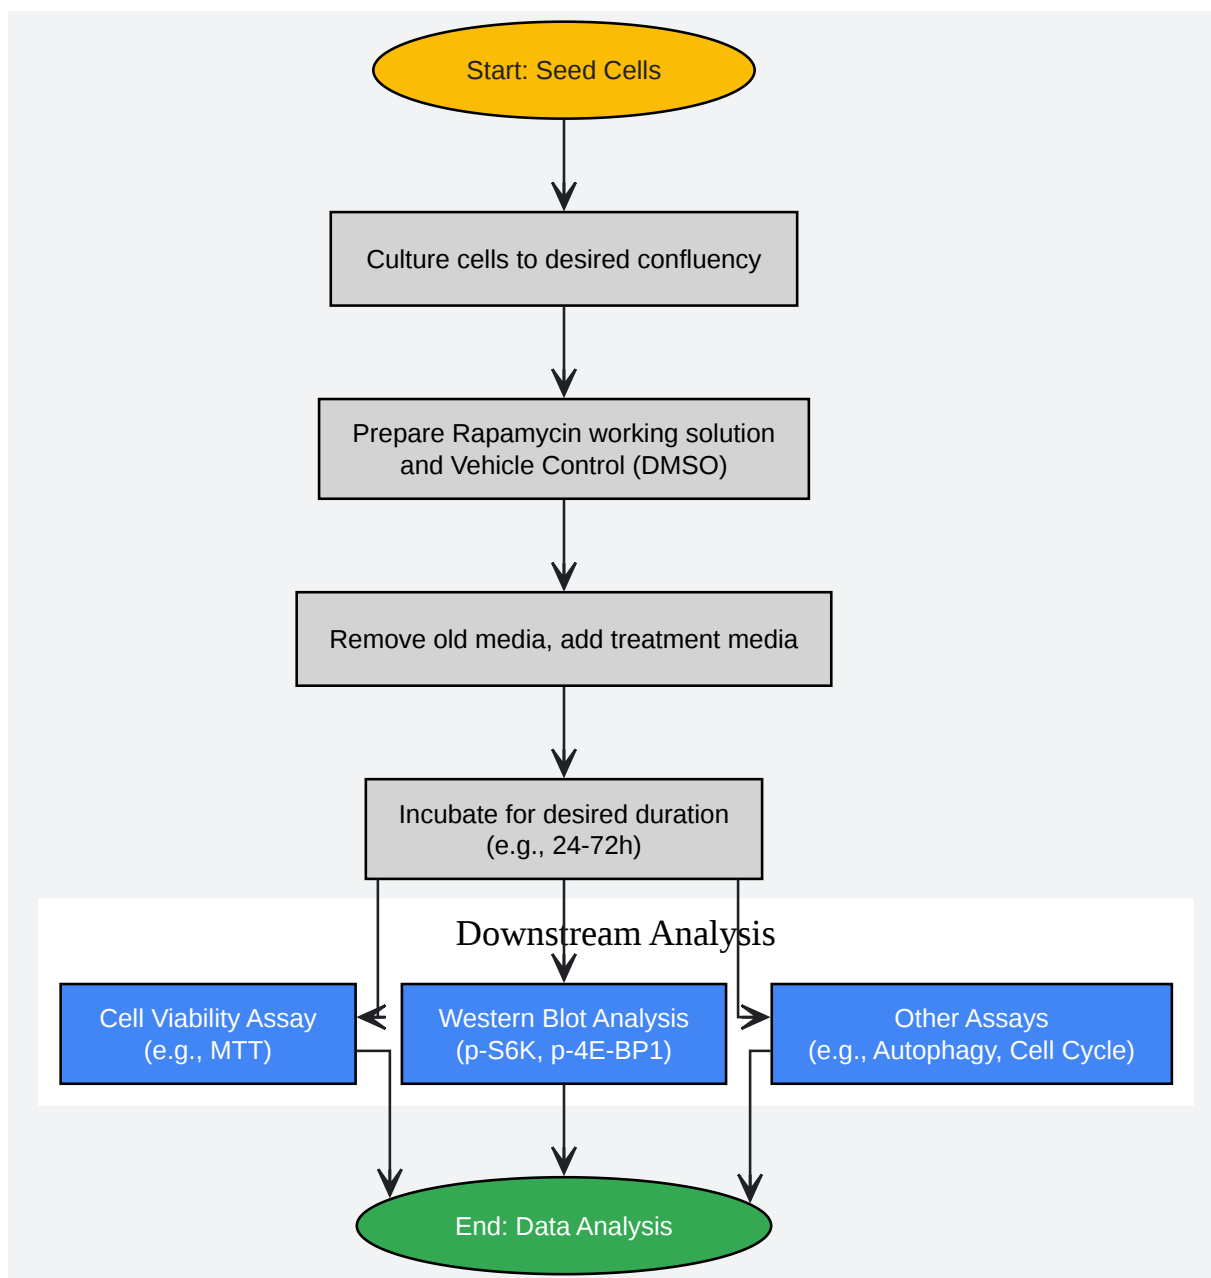 Start: Seed Cells
Culture cells to desired confluency
Prepare Rapamycin working solution
and Vehicle Control (DMSO)
Remove old media, add treatment media
Incubate for desired duration
(e.g., 24-72h)
Downstream Analysis
Cell Viability Assay
(e.g., MTT)
Western Blot Analysis
(p-S6K, p-4E-BP1)
Other Assays
(e.g., Autophagy, Cell Cycle)
End: Data Analysis